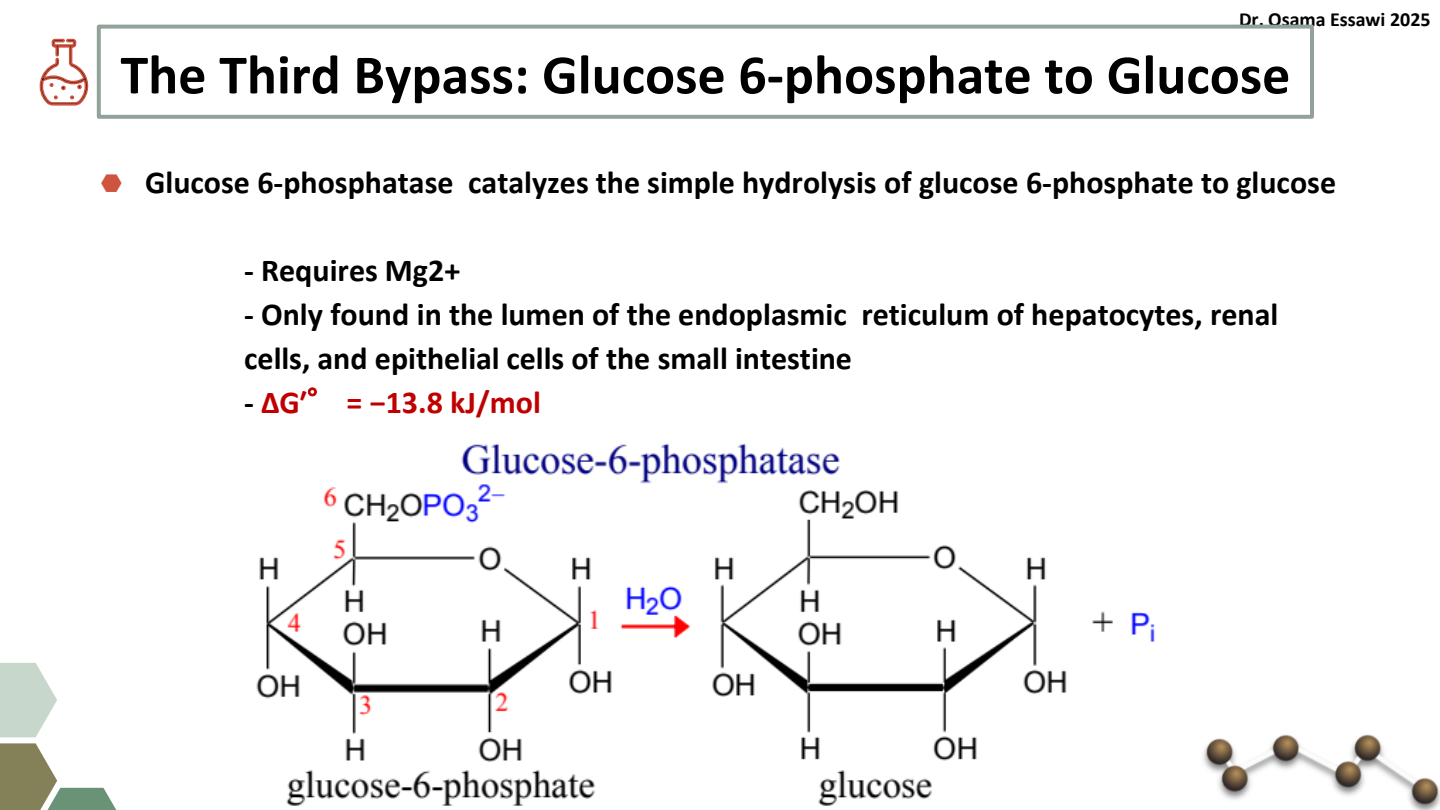 Dr. Osama Essawi 2025
The Third Bypass: Glucose 6-phosphate to Glucose
Glucose 6-phosphatase catalyzes the simple hydrolysis of glucose 6-phosphate to glucose
- Requires Mg2+
- Only found in the lumen of the endoplasmic reticulum of hepatocytes, renal
cells, and epithelial cells of the small intestine
- ΔG′° = −13.8 kJ/mol
Glucose-6-phosphatase
6 CH₂OPO₃²⁻
CH₂OH
5
O
O
H
H
H
H
H
H₂O
H
4
OH
H
1
OH
H
+ Pᵢ
OH
OH
OH
OH
3
2
H
OH
H
OH
glucose-6-phosphate
glucose